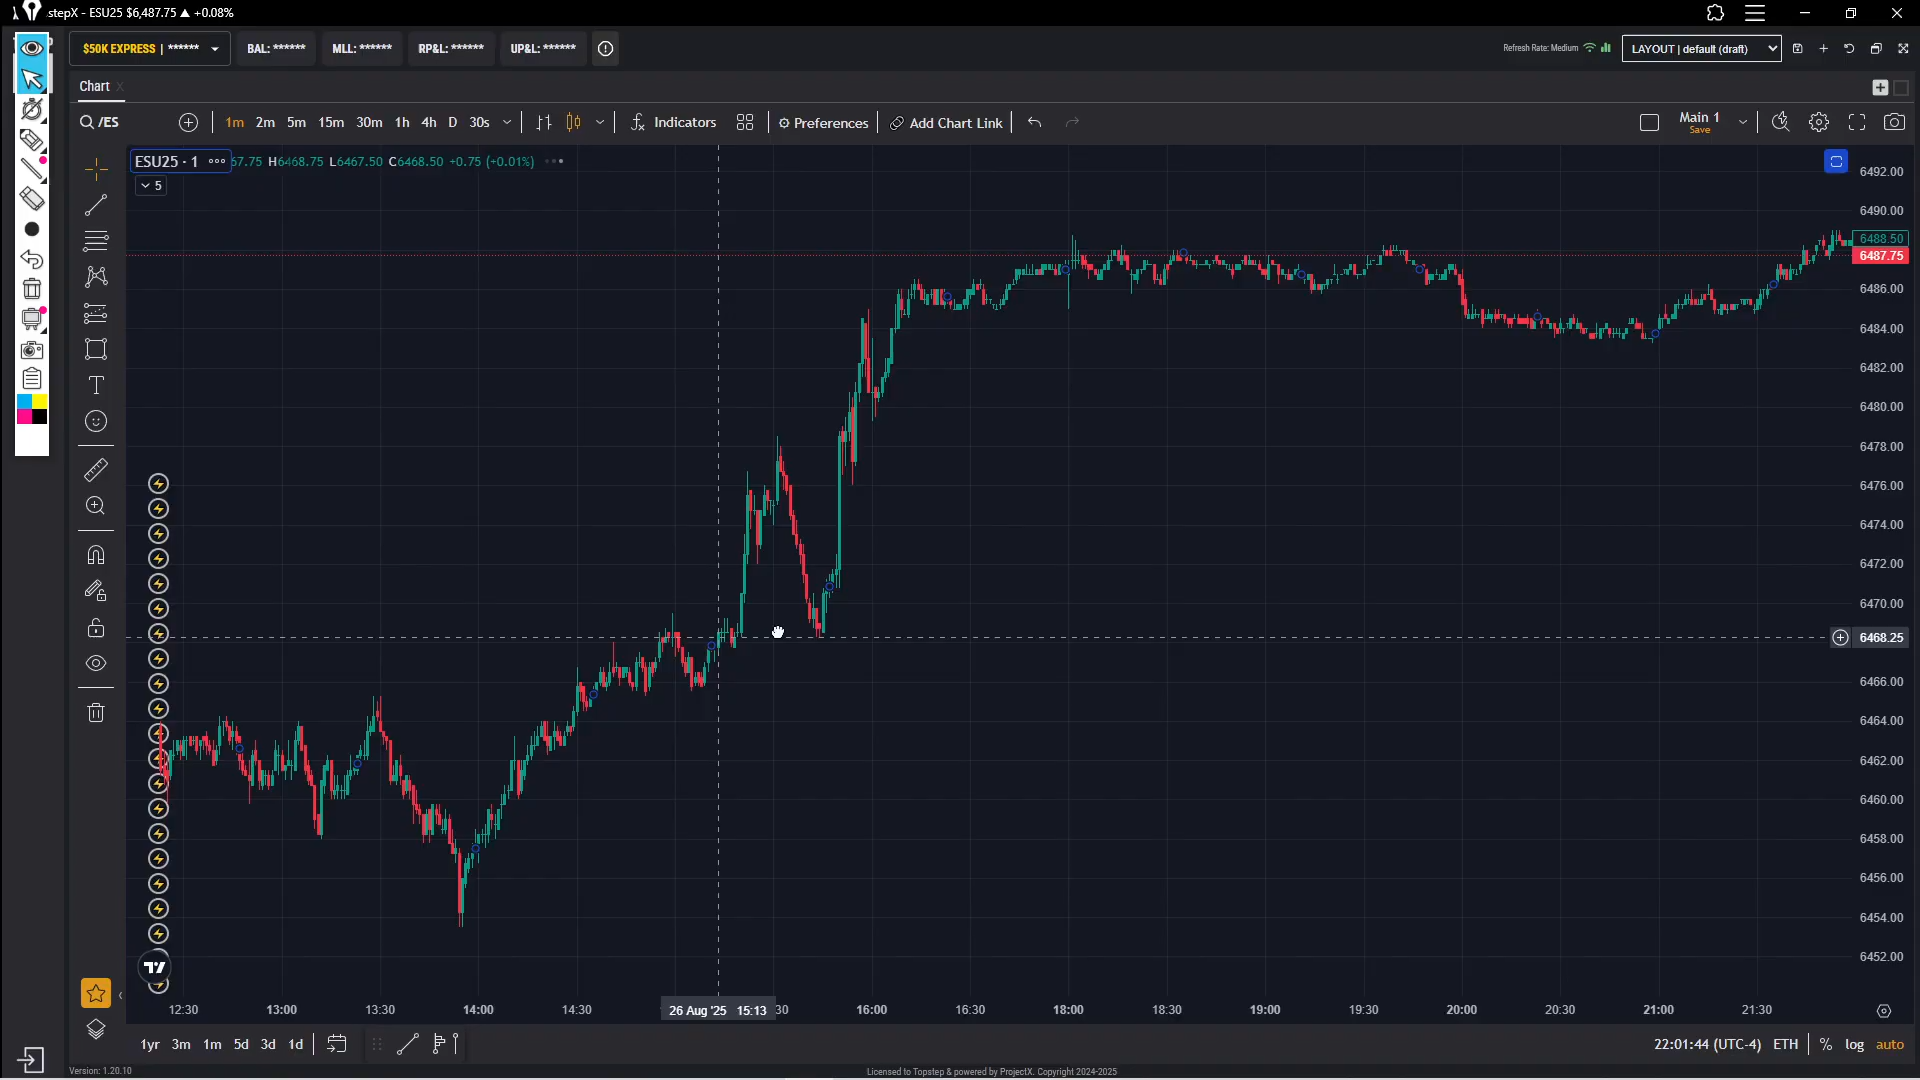 stepX - ESU25 $6,487.75 ▲ +0.08%
$50K EXPRESS | ******
BAL: ******
MLL: ******
RP&L: ******
UP&L: ******
Refresh Rate: Medium
LAYOUT | default (draft)
Chart
/ES
1m 2m 5m 15m 30m 1h 4h D 30s
Indicators
Preferences
Add Chart Link
Main 1
Save
ESU25 · 1
67.75 H6468.75 L6467.50 C6468.50 +0.75 (+0.01%)
5
6492.00
6490.00
6488.50
6487.75
6486.00
6484.00
6482.00
6480.00
6478.00
6476.00
6474.00
6472.00
6470.00
6468.25
6466.00
6464.00
6462.00
6460.00
6458.00
6456.00
6454.00
6452.00
12:30 13:00 13:30 14:00 14:30 26 Aug '25 15:13 :30 16:00 16:30 18:00 18:30 19:00 19:30 20:00 20:30 21:00 21:30
1yr 3m 1m 5d 3d 1d
22:01:44 (UTC-4) ETH % log auto
Version: 1.20.10
Licensed to Topstep & powered by ProjectX. Copyright 2024-2025